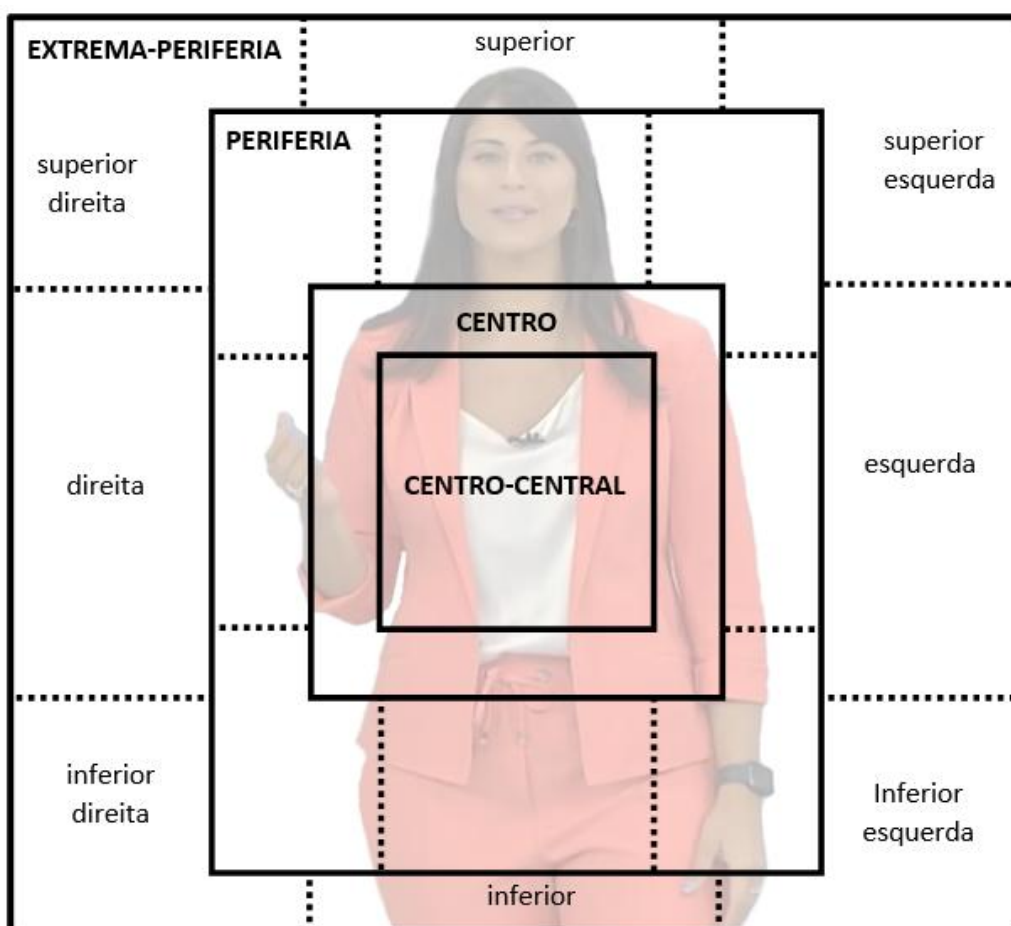 EXTREMA-PERIFERIA
superior
PERIFERIA
superior
direita
superior
esquerda
CENTRO
direita
CENTRO-CENTRAL
esquerda
inferior
direita
Inferior
esquerda
inferior